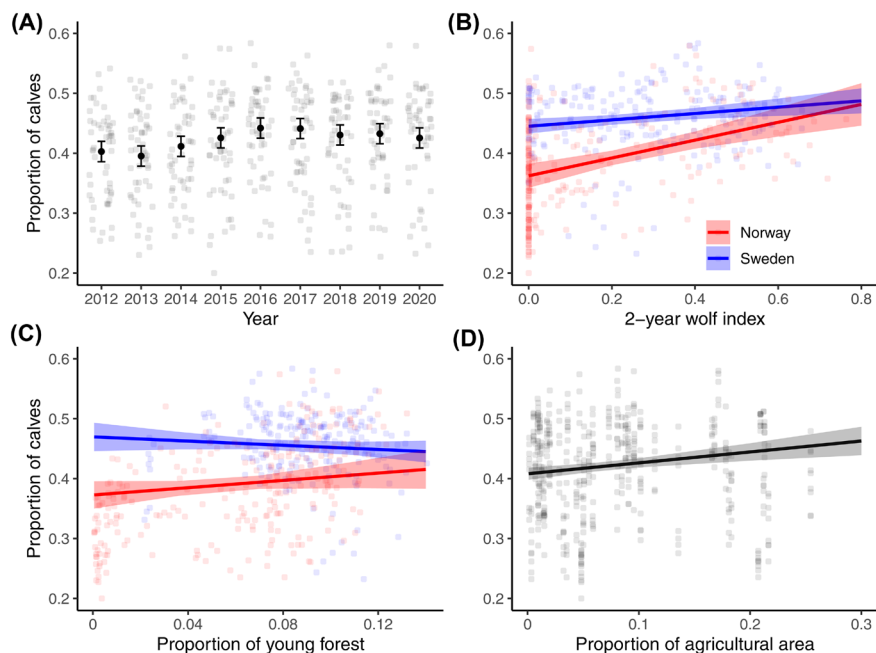 (A)
Proportion of calves
0.6
0.5
0.4
0.3
0.2
2012 2013 2014 2015 2016 2017 2018 2019 2020
Year
(B)
0.6
0.5
0.4
0.3
0.2
Norway
Sweden
0.0 0.2 0.4 0.6 0.8
2−year wolf index
(C)
Proportion of calves
0.6
0.5
0.4
0.3
0.2
0 0.04 0.08 0.12
Proportion of young forest
(D)
0.6
0.5
0.4
0.3
0.2
0 0.1 0.2 0.3
Proportion of agricultural area